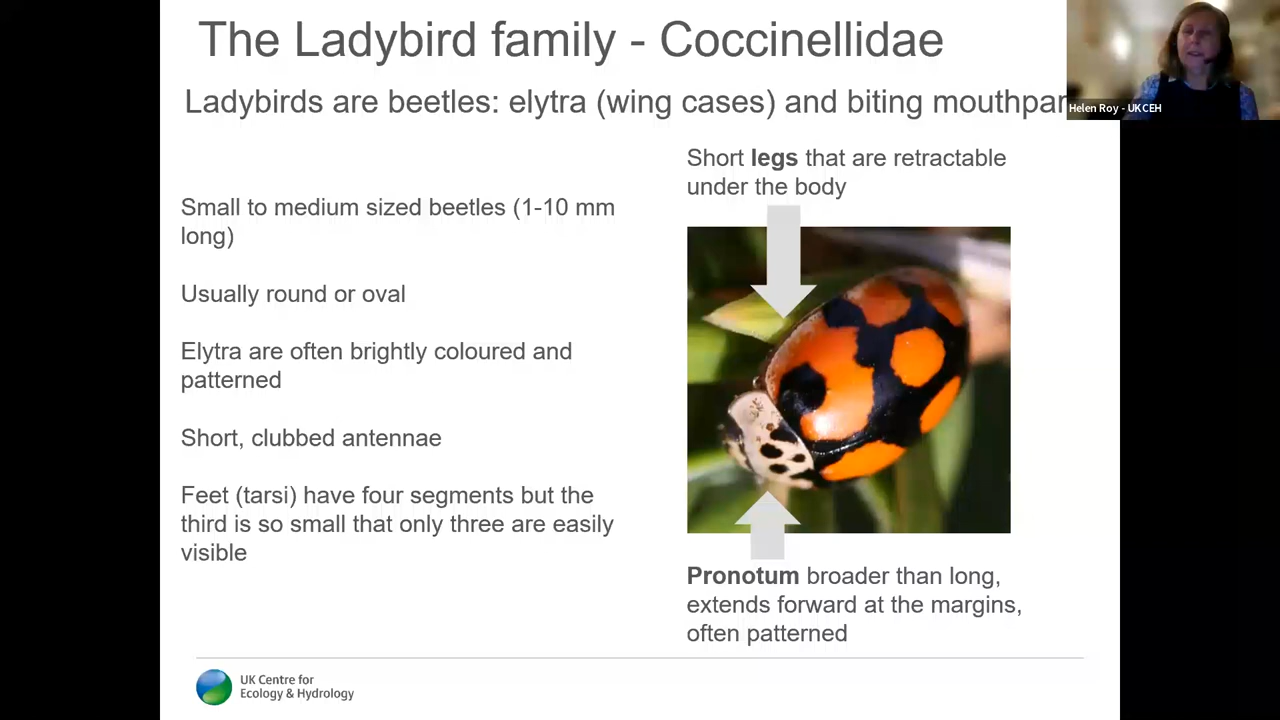 The Ladybird family - Coccinellidae
Ladybirds are beetles: elytra (wing cases) and biting
Helen Roy - UKCEH
Short legs that are retractable
under the body
Small to medium sized beetles (1-10 mm
long)
Usually round or oval
Elytra are often brightly coloured and
patterned
Short, clubbed antennae
Feet (tarsi) have four segments but the
third is so small that only three are easily
visible
Pronotum broader than long,
extends forward at the margins,
often patterned
UK Centre for
Ecology & Hydrology